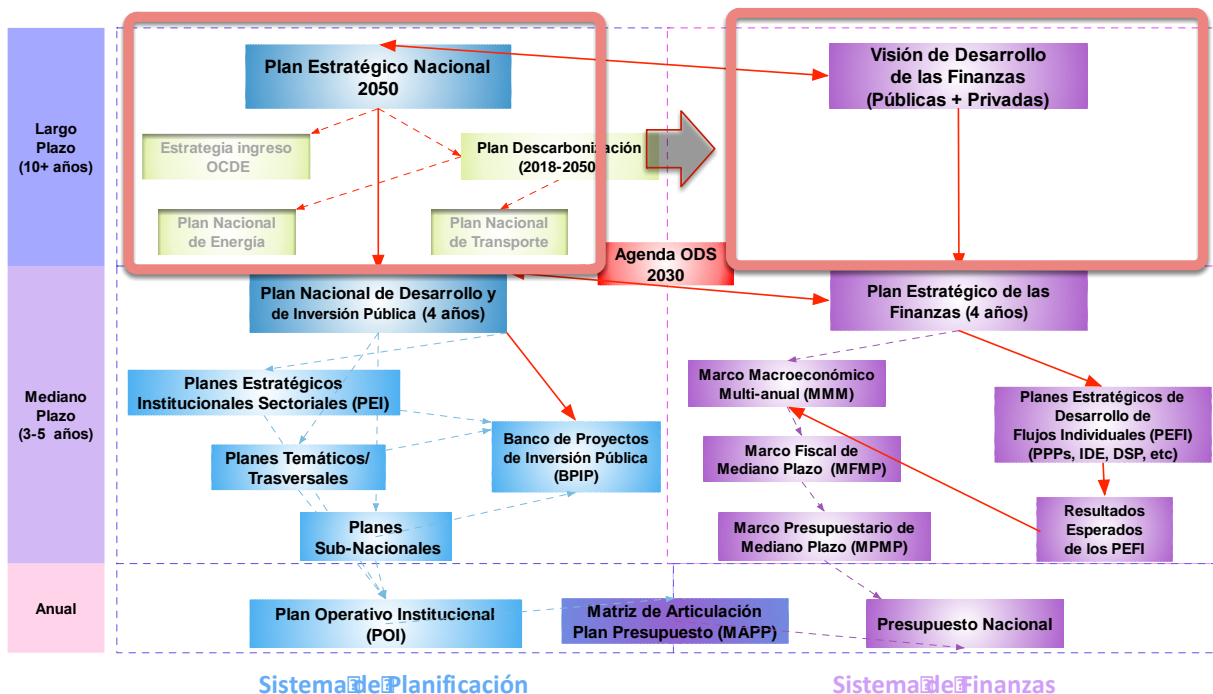 Plan Estratégico Nacional
2050
Visión de Desarrollo
de las Finanzas
(Públicas + Privadas)
Largo
Plazo
(10+ años)
Estrategia ingreso
OCDE
Plan Descarbonización
(2018-2050)
Plan Nacional
de Energía
Plan Nacional
de Transporte
Agenda ODS
2030
Plan Nacional de Desarrollo y
de Inversión Pública (4 años)
Plan Estratégico de las
Finanzas (4 años)
Mediano
Plazo
(3-5 años)
Planes Estratégicos
Institucionales Sectoriales (PEI)
Planes Temáticos/
Trasversales
Banco de Proyectos
de Inversión Pública
(BPIP)
Planes
Sub-Nacionales
Marco Macroeconómico
Multi-anual (MMM)
Marco Fiscal de
Mediano Plazo (MFMP)
Marco Presupuestario de
Mediano Plazo (MPMP)
Planes Estratégicos de
Desarrollo de
Flujos Individuales (PEFI)
(PPPs, IDE, DSP, etc)
Resultados
Esperados
de los PEFI
Anual
Plan Operativo Institucional
(POI)
Matriz de Articulación
Plan Presupuesto (MAPP)
Presupuesto Nacional
Sistema de Planificación
Sistema de Finanzas